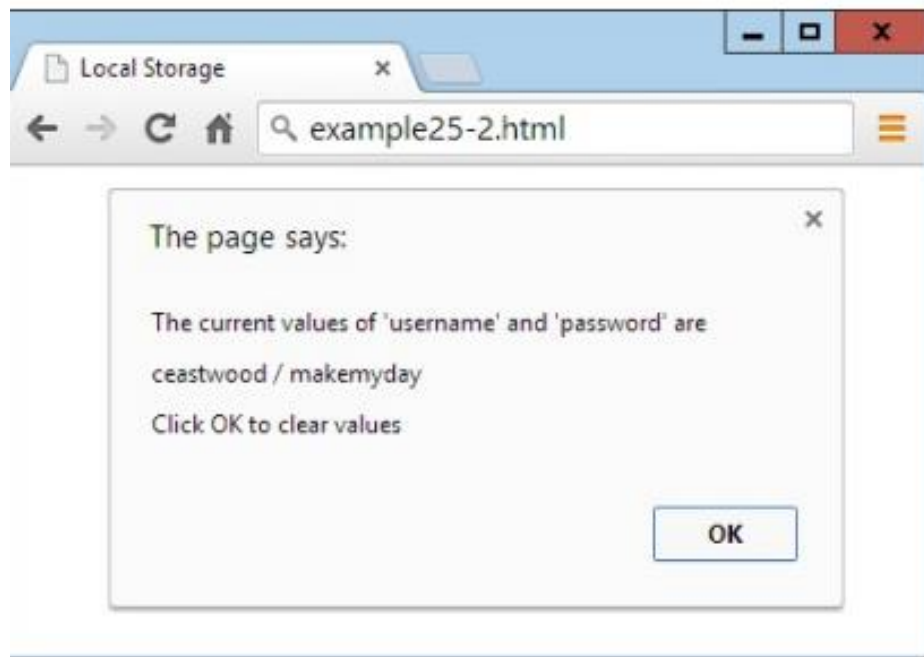 Local Storage
example25-2.html
The page says:
The current values of 'username' and 'password' are
ceastwood / makemyday
Click OK to clear values
OK